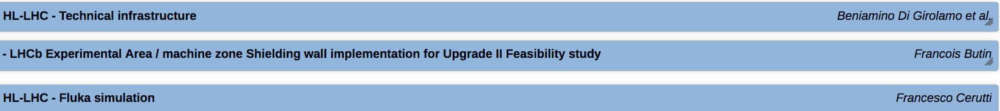 HL-LHC - Technical infrastructure Beniamino Di Girolamo et al.
- LHCb Experimental Area / machine zone Shielding wall implementation for Upgrade II Feasibility study Francois Butin
HL-LHC - Fluka simulation Francesco Cerutti